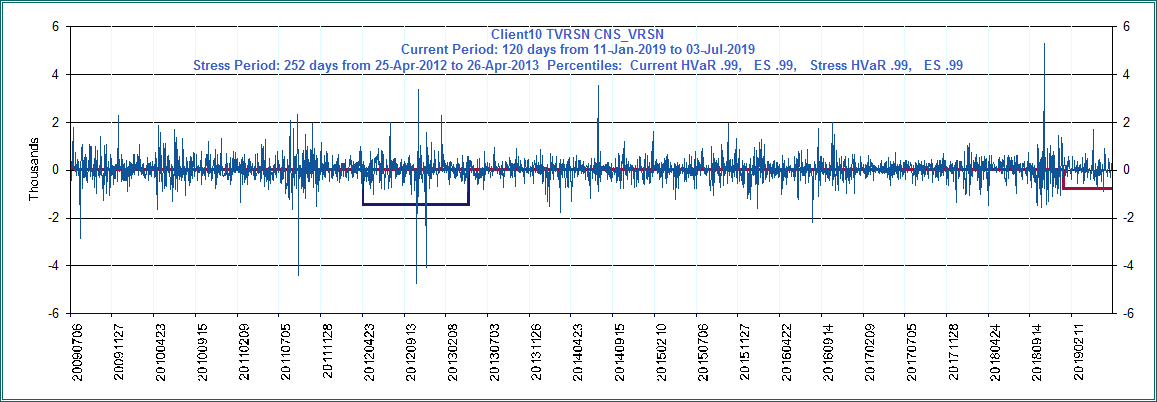 Client10 TVRSN CNS_VRSN
Current Period: 120 days from 11-Jan-2019 to 03-Jul-2019
Stress Period: 252 days from 25-Apr-2012 to 26-Apr-2013 Percentiles: Current HVaR .99, ES .99, Stress HVaR .99, ES .99
6 6
4 4
2 2
0 0
-2 -2
-4 -4
-6 -6
Thousands
20090706 20091127 20100423 20100915 20110209 20110705 20111128 20120423 20120913 20130208 20130703 20131126 20140423 20140915 20150210 20150706 20151127 20160422 20160914 20170209 20170705 20171128 20180424 20180914 20190211